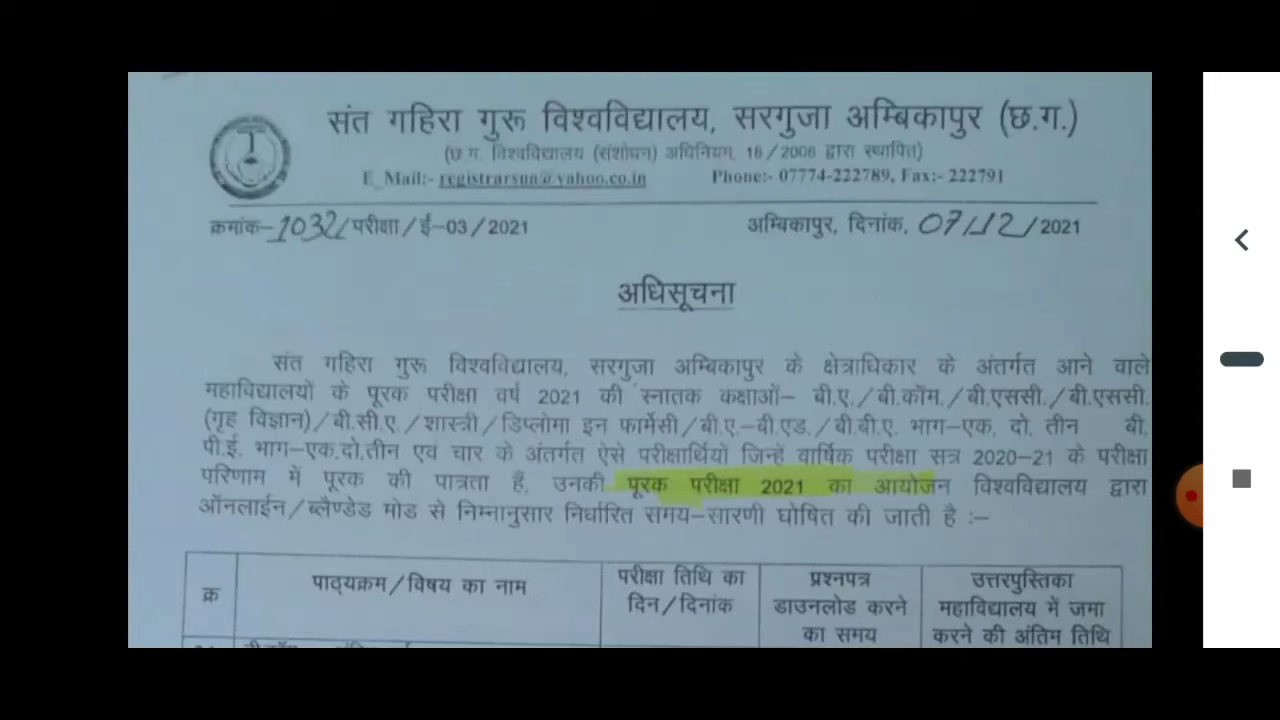 संत गहिरा गुरू विश्वविद्यालय, सरगुजा अम्बिकापुर (छ.ग.)
(छ.ग. विश्वविद्यालय (संशोधन) अधिनियम, 18/2008 द्वारा स्थापित)
E_Mail:- registrarsua@yahoo.co.in Phone:- 07774-222789, Fax:- 222791
क्रमांक-1032/परीक्षा/ई-03/2021 अम्बिकापुर, दिनांक, 07/12/2021
अधिसूचना
संत गहिरा गुरू विश्वविद्यालय, सरगुजा अम्बिकापुर के क्षेत्राधिकार के अंतर्गत आने वाले
महाविद्यालयों के पूरक परीक्षा वर्ष 2021 की स्नातक कक्षाओं- बी.ए./बी.कॉम./बी.एससी./बी.एससी.
(गृह विज्ञान)/बी.सी.ए./शास्त्री/डिप्लोमा इन फार्मेसी/बी.ए.-बी.एड./बी.बी.ए. भाग-एक, दो, तीन बी.
पी.ई. भाग-एक,दो,तीन एवं चार के अंतर्गत ऐसे परीक्षार्थियों जिन्हें वार्षिक परीक्षा सत्र 2020-21 के परीक्षा
परिणाम में पूरक की पात्रता है, उनकी पूरक परीक्षा 2021 का आयोजन विश्वविद्यालय द्वारा
ऑनलाईन/ब्लैण्डेड मोड से निम्नानुसार निर्धारित समय-सारणी घोषित की जाती है :-
क्र पाठ्यक्रम/विषय का नाम परीक्षा तिथि का दिन/दिनांक प्रश्नपत्र डाउनलोड करने का समय उत्तरपुस्तिका महाविद्यालय में जमा करने की अंतिम तिथि